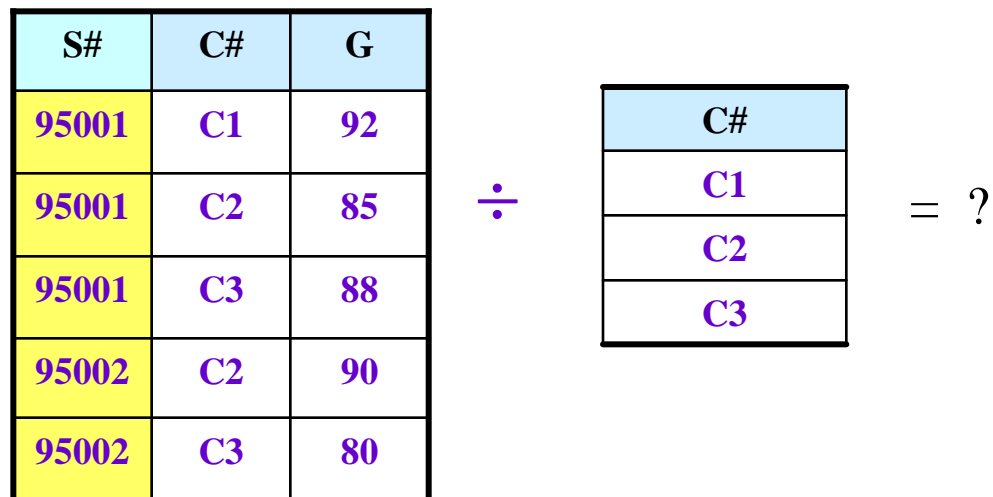 S# C# G
95001 C1 92
95001 C2 85
95001 C3 88
95002 C2 90
95002 C3 80
÷
C#
C1
C2
C3
= ?